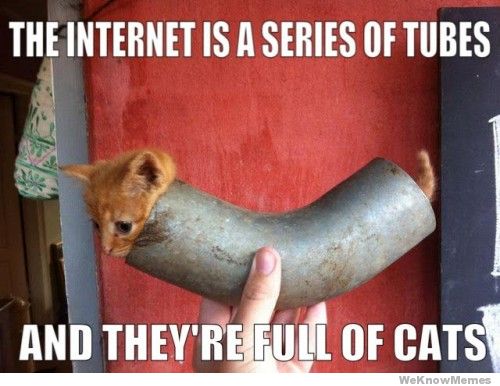 THE INTERNET IS A SERIES OF TUBES
AND THEY'RE FULL OF CATS
WeKnowMemes